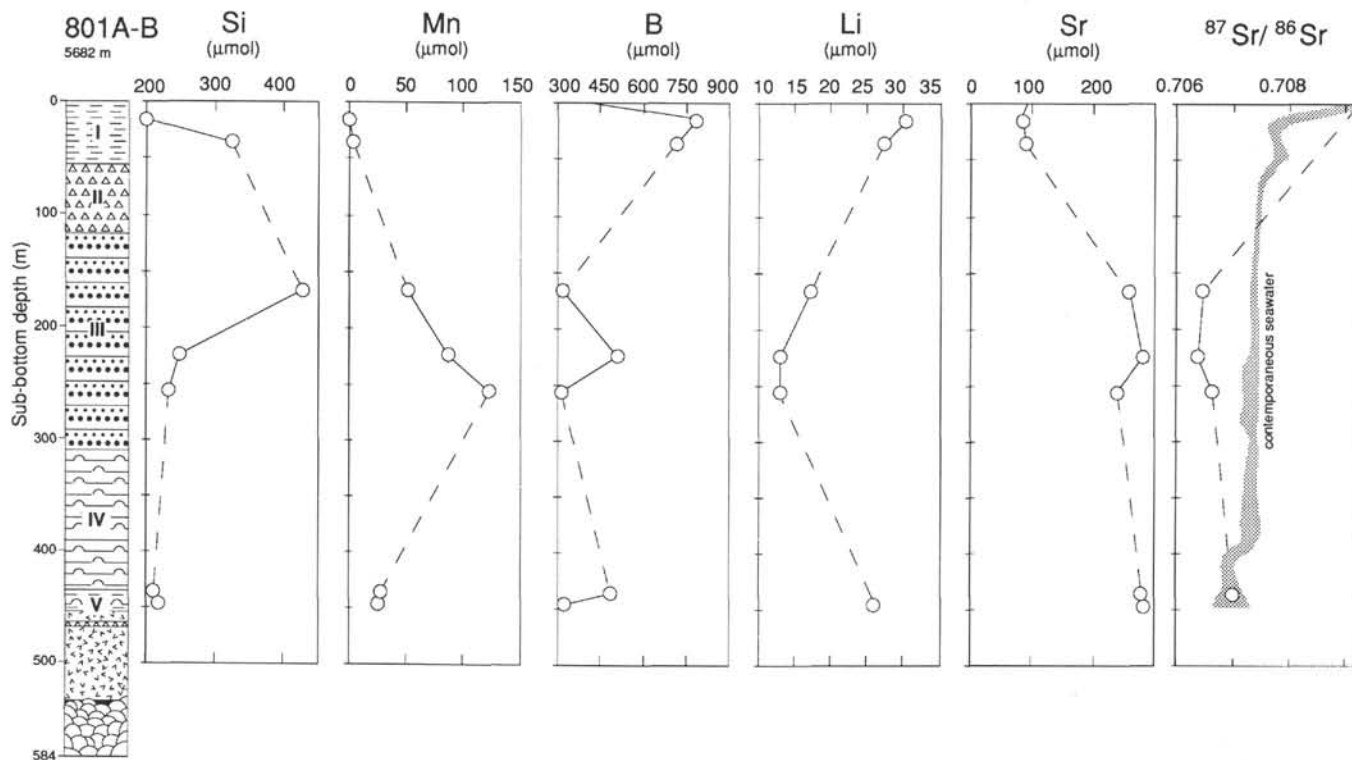 801A-B
5682 m
Si
(μmol)
Mn
(μmol)
B
(μmol)
Li
(μmol)
Sr
(μmol)
87Sr/ 86Sr
200 300 400
0 50 100 150
300 450 600 750 900
10 15 20 25 30 35
0 100 200
0.706 0.708
Sub-bottom depth (m)
0
100
200
300
400
500
584
I
II
III
IV
V
contemporaneous seawater